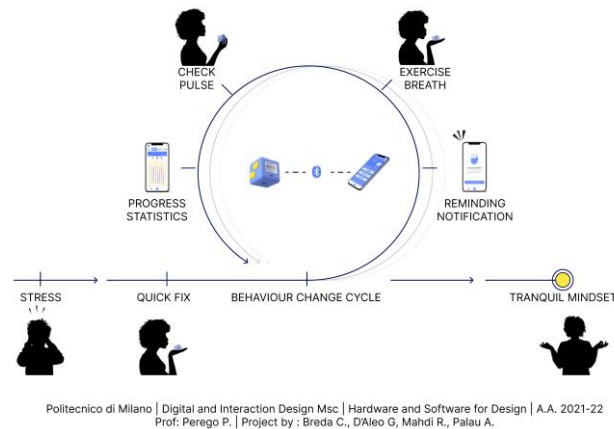 CHECK
PULSE
EXERCISE
BREATH
PROGRESS
STATISTICS
REMINDING
NOTIFICATION
STRESS
QUICK FIX
BEHAVIOUR CHANGE CYCLE
TRANQUIL MINDSET
Politecnico di Milano | Digital and Interaction Design Msc | Hardware and Software for Design | A.A. 2021-22
Prof: Perego P. | Project by : Breda C., D'Aleo G, Mahdi R., Palau A.